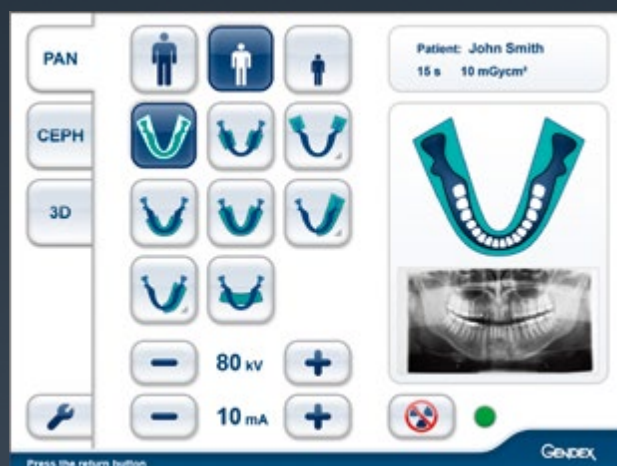 PAN
CEPH
3D
Patient: John Smith
15 s 10 mGycm²
80 kV
10 mA
Press the return button
GENDEX